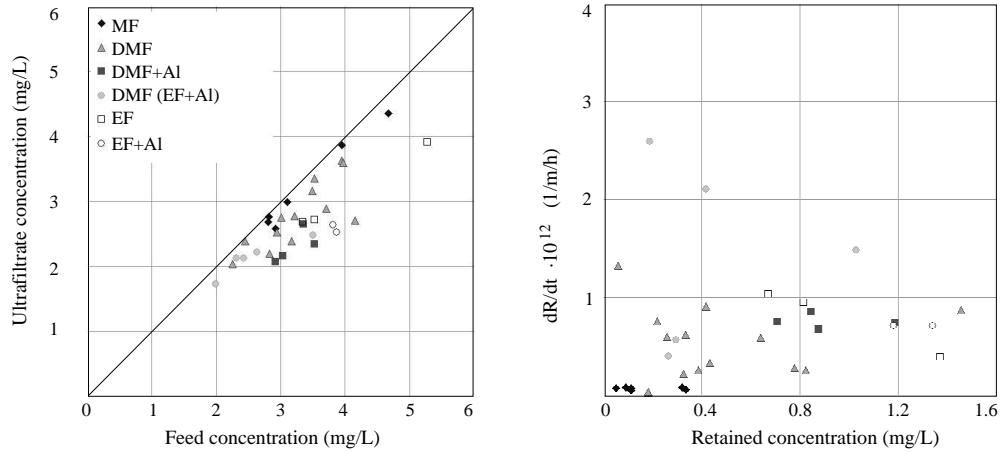 6
5
4
3
2
1
Ultrafiltrate concentration (mg/L)
MF
DMF
DMF+Al
DMF (EF+Al)
EF
EF+Al
0 1 2 3 4 5 6
Feed concentration (mg/L)
4
3
2
1
dR/dt ·10¹² (1/m/h)
0 0.4 0.8 1.2 1.6
Retained concentration (mg/L)